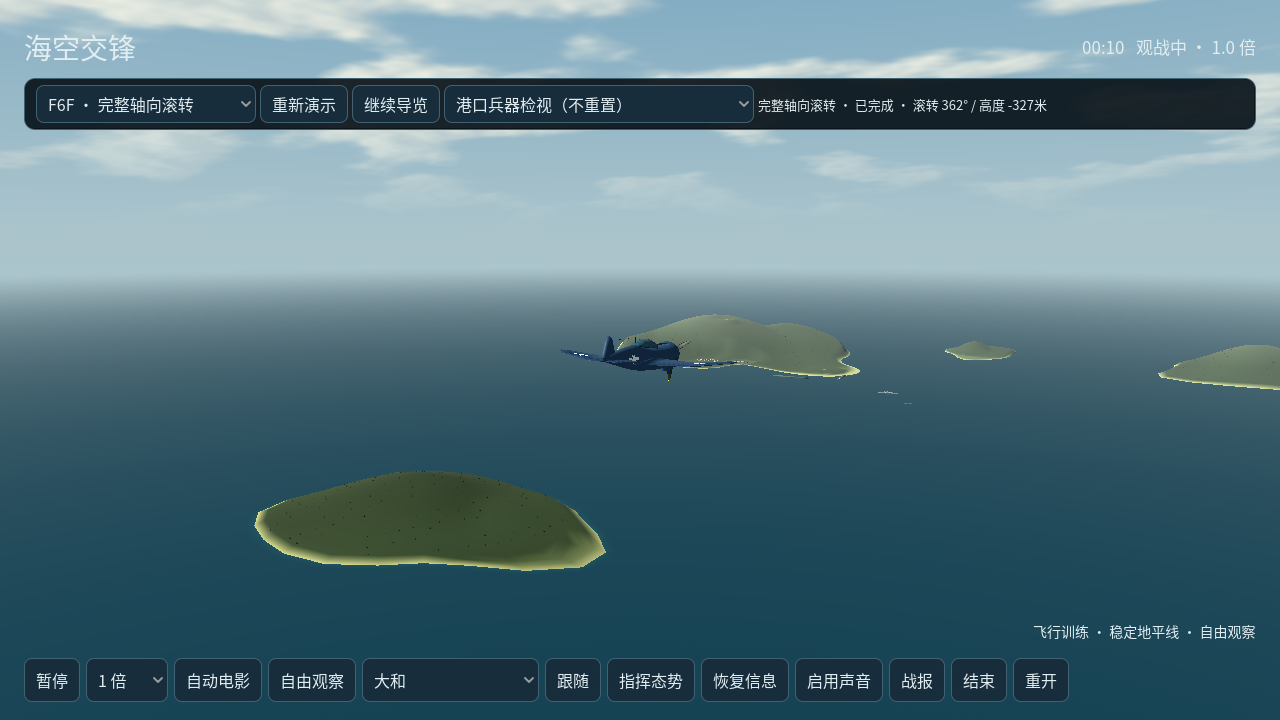 海空交锋
00:10 观战中 · 1.0 倍
F6F · 完整轴向滚转
重新演示
继续导览
港口兵器检视（不重置）
完整轴向滚转 · 已完成 · 滚转 362° / 高度 -327米
飞行训练 · 稳定地平线 · 自由观察
暂停
1 倍
自动电影
自由观察
大和
跟随
指挥态势
恢复信息
启用声音
战报
结束
重开